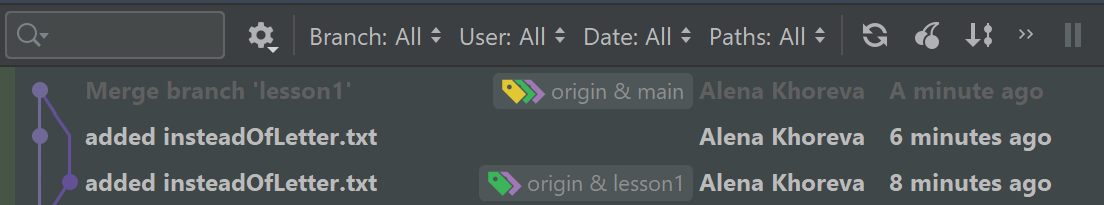 Branch: All User: All Date: All Paths: All
Merge branch 'lesson1' origin & main Alena Khoreva A minute ago
added insteadOfLetter.txt Alena Khoreva 6 minutes ago
added insteadOfLetter.txt origin & lesson1 Alena Khoreva 8 minutes ago